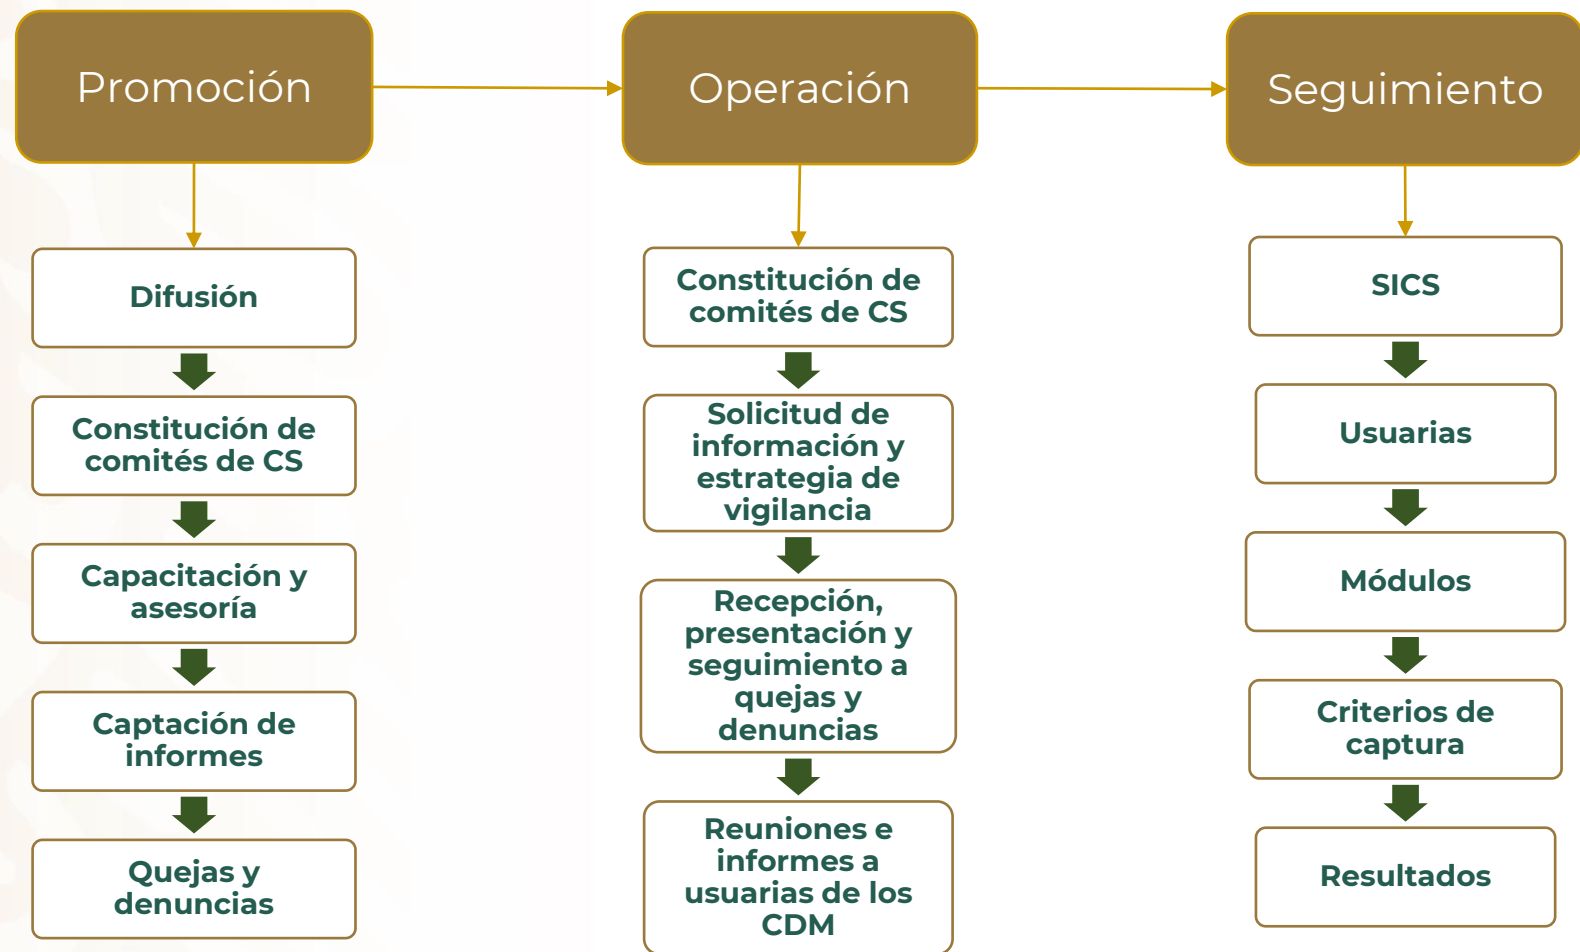 Promoción
Operación
Seguimiento
Difusión
Constitución de
comités de CS
Capacitación y
asesoría
Captación de
informes
Quejas y
denuncias
Constitución de
comités de CS
Solicitud de
información y
estrategia de
vigilancia
Recepción,
presentación y
seguimiento a
quejas y
denuncias
Reuniones e
informes a
usuarias de los
CDM
SICS
Usuarias
Módulos
Criterios de
captura
Resultados